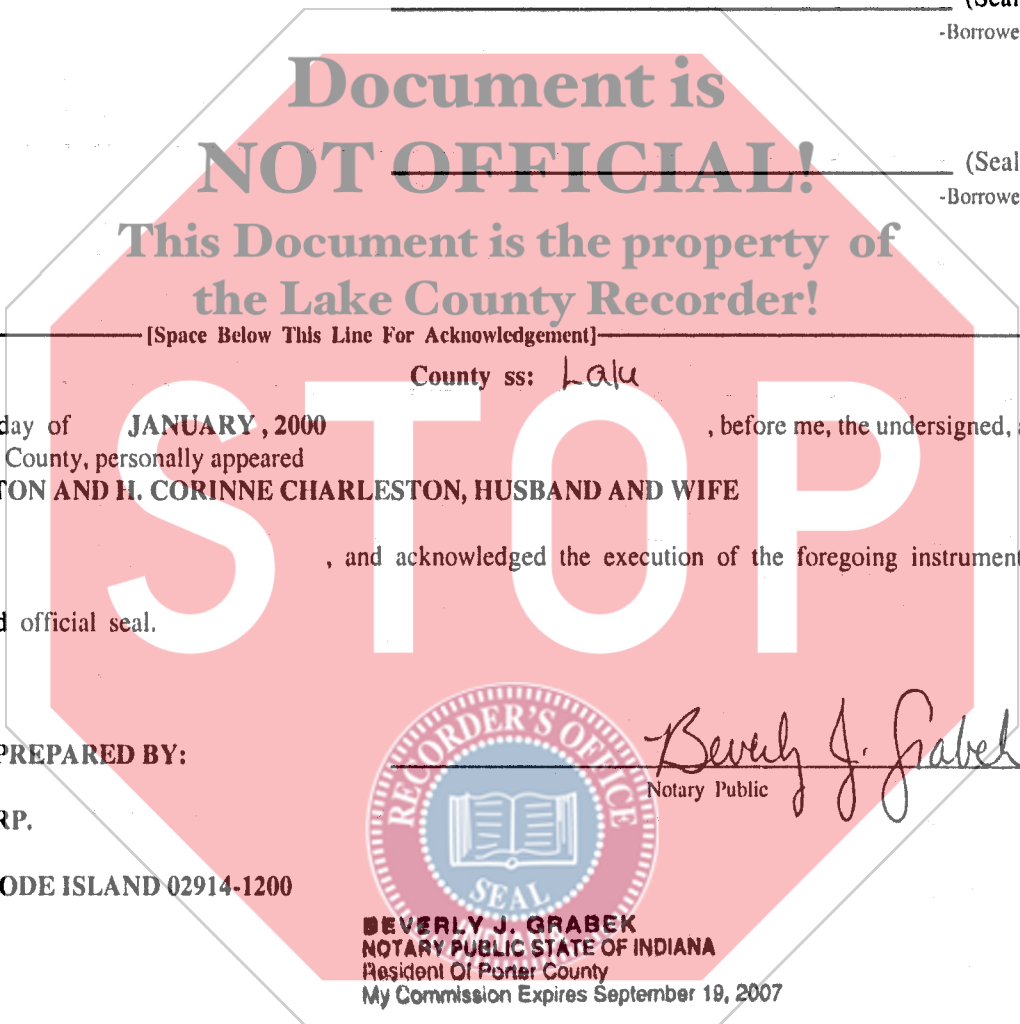 (Seal
-Borrowe
Document is
NOT OFFICIAL!
(Seal
-Borrowe
This Document is the property of
the Lake County Recorder!
[Space Below This Line For Acknowledgement]
County ss: Lake
day of JANUARY , 2000 , before me, the undersigned, a
County, personally appeared
TON AND H. CORINNE CHARLESTON, HUSBAND AND WIFE
STOP
, and acknowledged the execution of the foregoing instrument
d official seal.
RECORDER'S OFFICE
Beverly J. Grabek
PREPARED BY:
Notary Public
RP.
ODE ISLAND 02914-1200
SEAL
INDIANA
BEVERLY J. GRABEK
NOTARY PUBLIC STATE OF INDIANA
Resident Of Porter County
My Commission Expires September 19, 2007